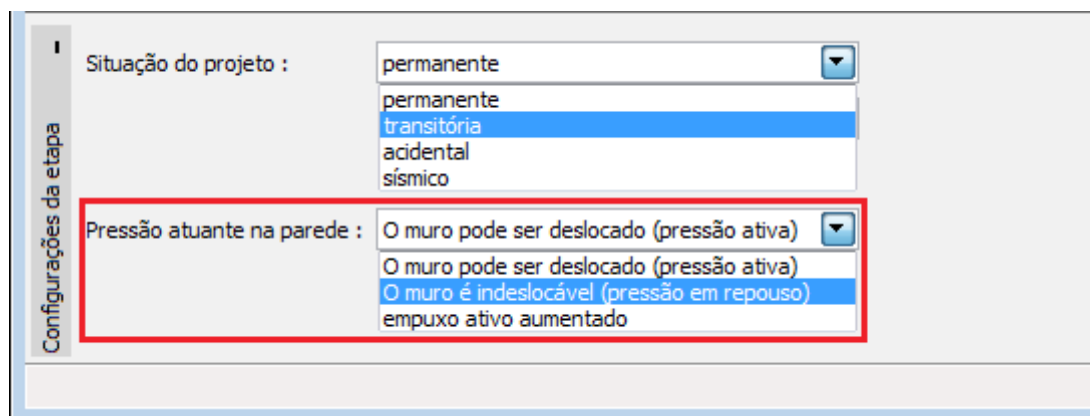 Configurações da etapa
Situação do projeto : permanente
permanente
transitória
acidental
sísmico
Pressão atuante na parede : O muro pode ser deslocado (pressão ativa)
O muro pode ser deslocado (pressão ativa)
O muro é indeslocável (pressão em repouso)
empuxo ativo aumentado